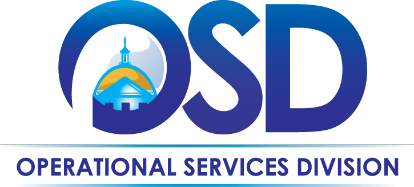 OSD
OPERATIONAL SERVICES DIVISION